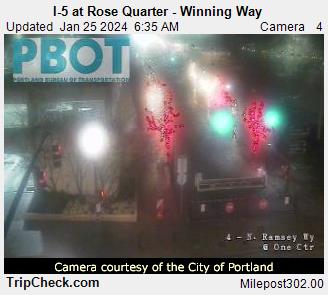 I-5 at Rose Quarter - Winning Way
Updated Jan 25 2024 6:35 AM Camera 4
PBOT
PORTLAND BUREAU OF TRANSPORTATION
4 - N. Ramsey Wy
@ One Ctr
Camera courtesy of the City of Portland
TripCheck.com Milepost302.00